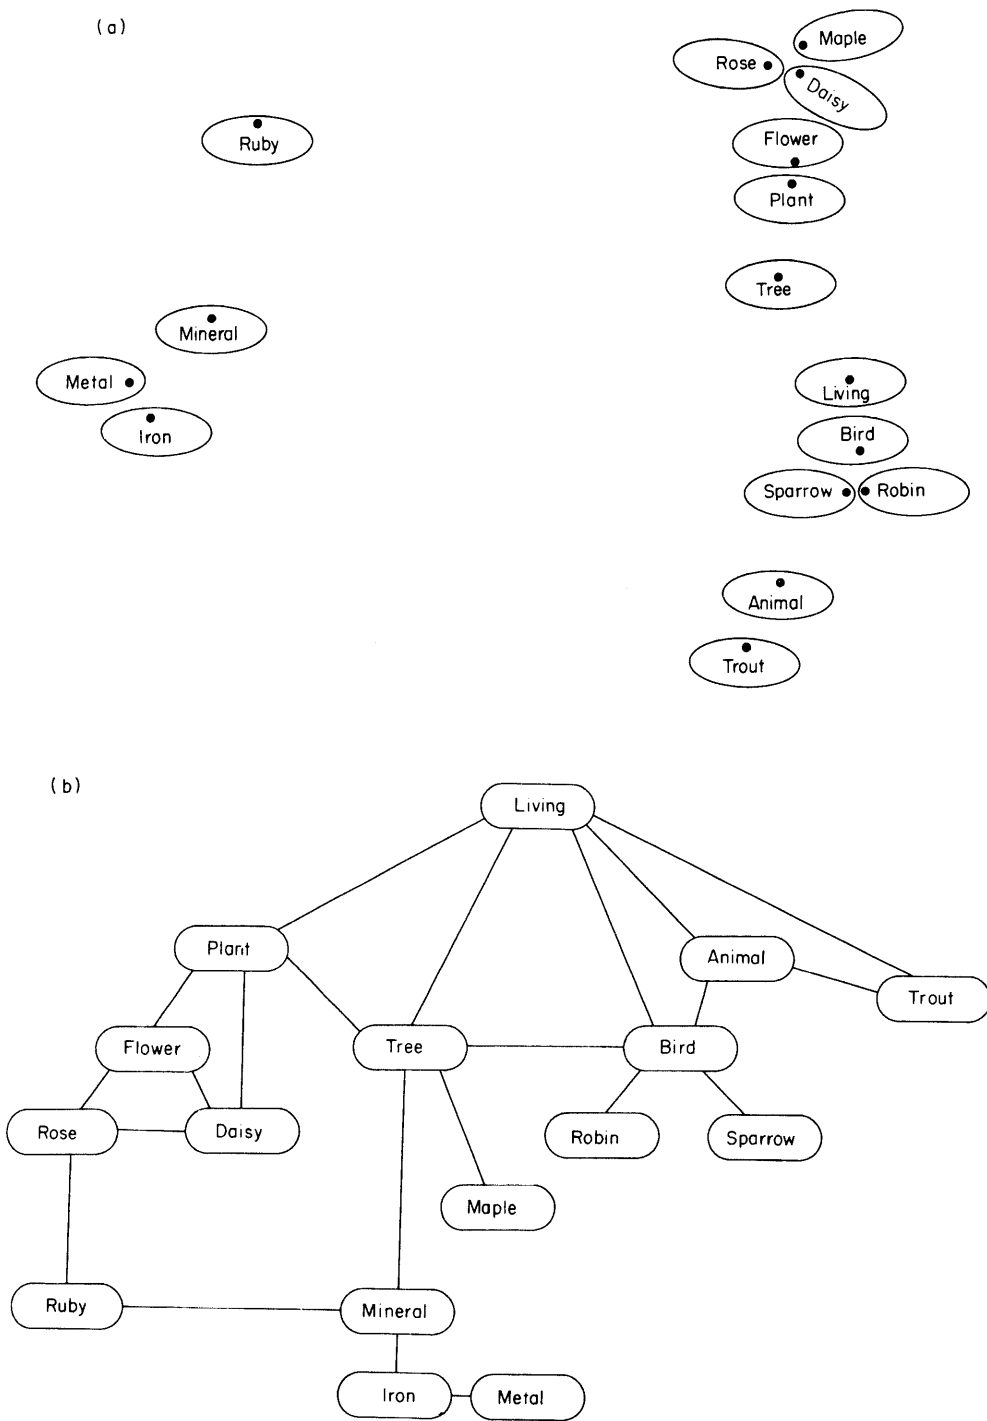 (a)
Maple
Rose
Daisy
Ruby
Flower
Plant
Tree
Mineral
Metal
Living
Iron
Bird
Sparrow
Robin
Animal
Trout
(b)
Living
Plant
Animal
Trout
Flower
Tree
Bird
Rose
Daisy
Robin
Sparrow
Maple
Ruby
Mineral
Iron
Metal